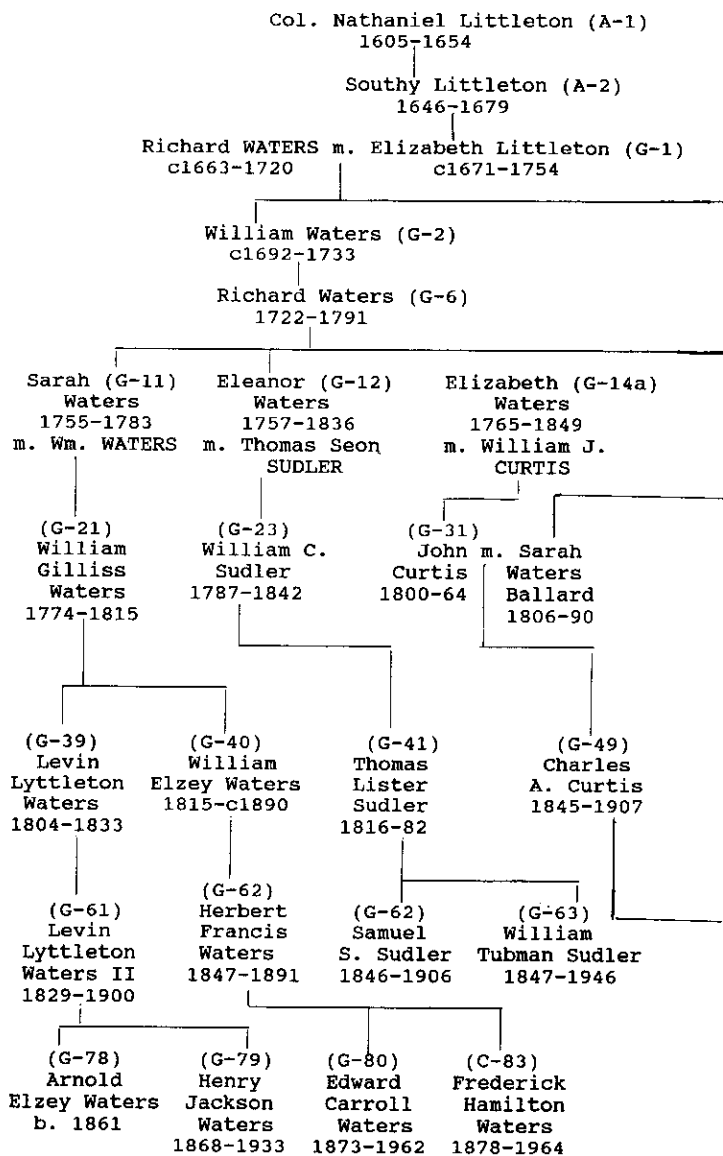 Col. Nathaniel Littleton (A-1)
1605-1654
Southy Littleton (A-2)
1646-1679
Richard WATERS m. Elizabeth Littleton (G-1)
c1663-1720 c1671-1754
William Waters (G-2)
c1692-1733
Richard Waters (G-6)
1722-1791
Sarah (G-11)
Waters
1755-1783
m. Wm. WATERS
Eleanor (G-12)
Waters
1757-1836
m. Thomas Seon
SUDLER
Elizabeth (G-14a)
Waters
1765-1849
m. William J.
CURTIS
(G-21)
William
Gilliss
Waters
1774-1815
(G-23)
William C.
Sudler
1787-1842
(G-31)
John m. Sarah
Curtis Waters
1800-64 Ballard
1806-90
(G-39)
Levin
Lyttleton
Waters
1804-1833
(G-40)
William
Elzey Waters
1815-c1890
(G-41)
Thomas
Lister
Sudler
1816-82
(G-49)
Charles
A. Curtis
1845-1907
(G-61)
Levin
Lyttleton
Waters II
1829-1900
(G-62)
Herbert
Francis
Waters
1847-1891
(G-62)
Samuel
S. Sudler
1846-1906
(G-63)
William
Tubman Sudler
1847-1946
(G-78)
Arnold
Elzey Waters
b. 1861
(G-79)
Henry
Jackson
Waters
1868-1933
(G-80)
Edward
Carroll
Waters
1873-1962
(C-83)
Frederick
Hamilton
Waters
1878-1964